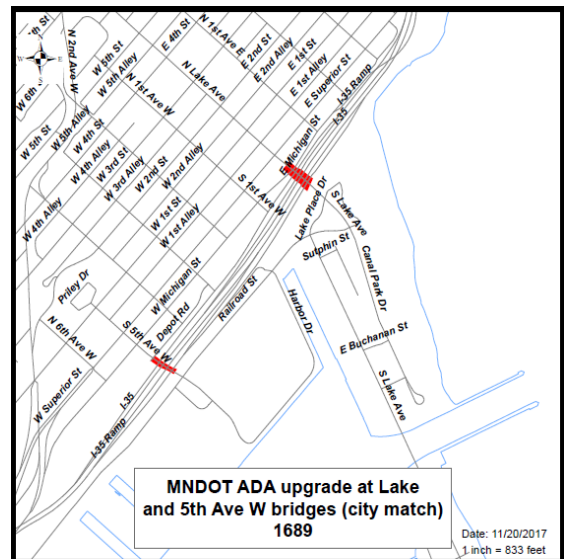 N
W E
S
4th St
N 2nd Ave W
E 4th St
N 1st Ave E
E 2nd St
E 2nd Alley
E 1st St
E 1st Alley
E Superior St
I-35 Ramp
I-35
W 6th St
W 5th St
W 5th Alley
N 1st Ave W
N Lake Ave
E Michigan St
W 5th St
W 5th Alley
W 4th St
W 4th Alley
W 3rd St
W 3rd Alley
W 2nd St
W 2nd Alley
S 1st Ave W
Lake Place Dr
S Lake Ave
W 4th Alley
W 1st St
W 1st Alley
Sutphin St
Canal Park Dr
Priley Dr
W Michigan St
Depot Rd
Railroad St
Harbor Dr
N 6th Ave W
S 5th Ave W
E Buchanan St
W Superior St
I-35
S Lake Ave
I-35 Ramp
MNDOT ADA upgrade at Lake
and 5th Ave W bridges (city match)
1689
Date: 11/20/2017
1 inch = 833 feet